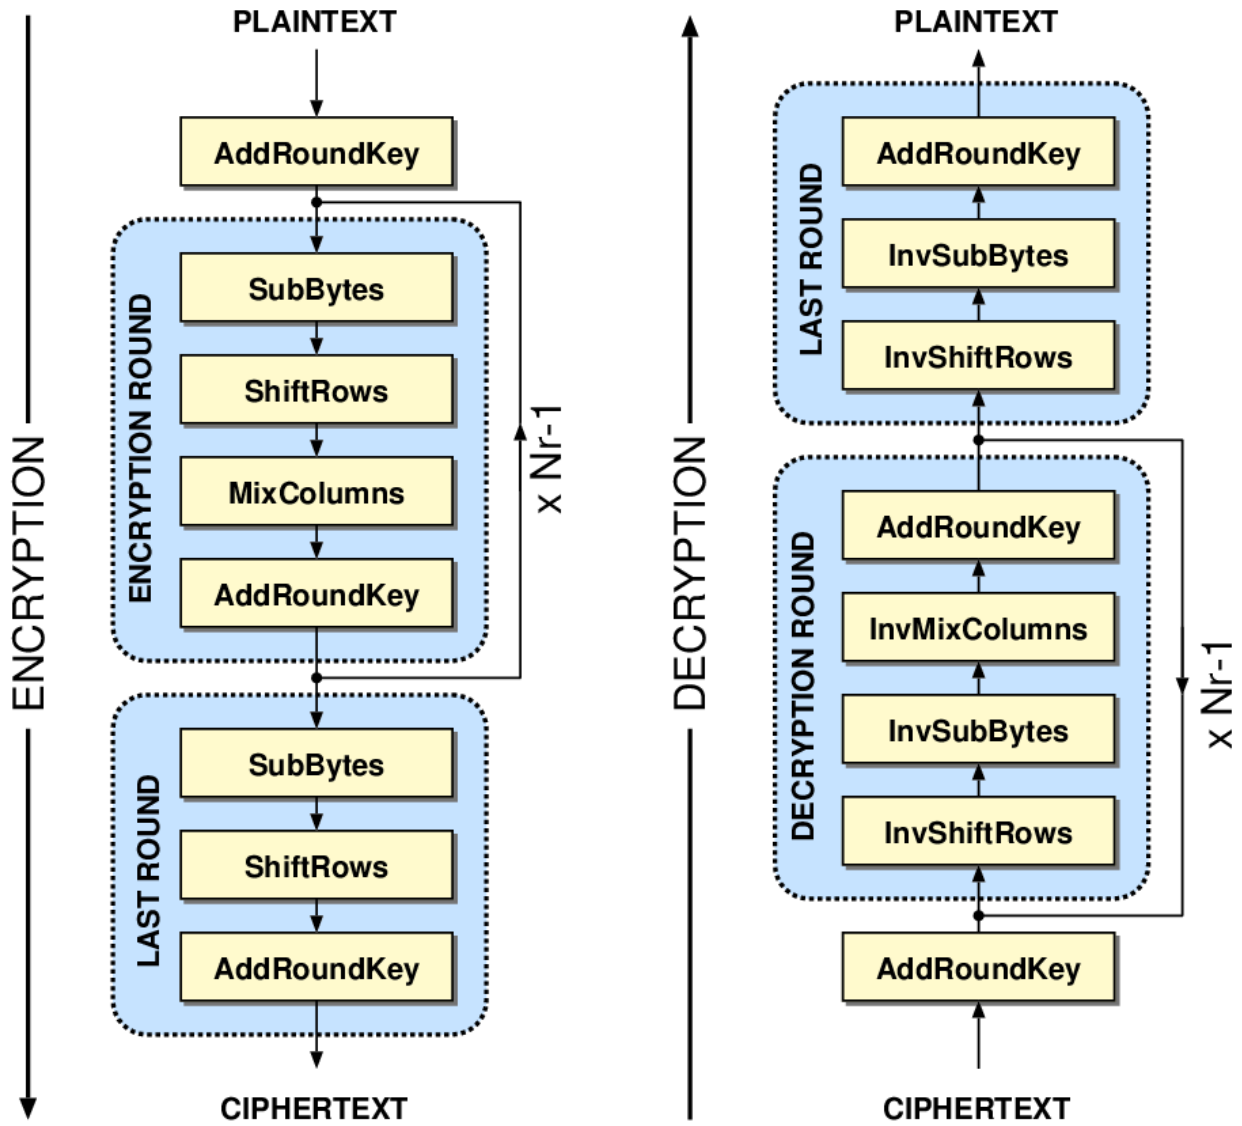 PLAINTEXT
AddRoundKey
ENCRYPTION ROUND
SubBytes
ShiftRows
MixColumns
AddRoundKey
x Nr-1
LAST ROUND
SubBytes
ShiftRows
AddRoundKey
CIPHERTEXT
ENCRYPTION
PLAINTEXT
LAST ROUND
AddRoundKey
InvSubBytes
InvShiftRows
DECRYPTION ROUND
AddRoundKey
InvMixColumns
InvSubBytes
InvShiftRows
x Nr-1
AddRoundKey
CIPHERTEXT
DECRYPTION